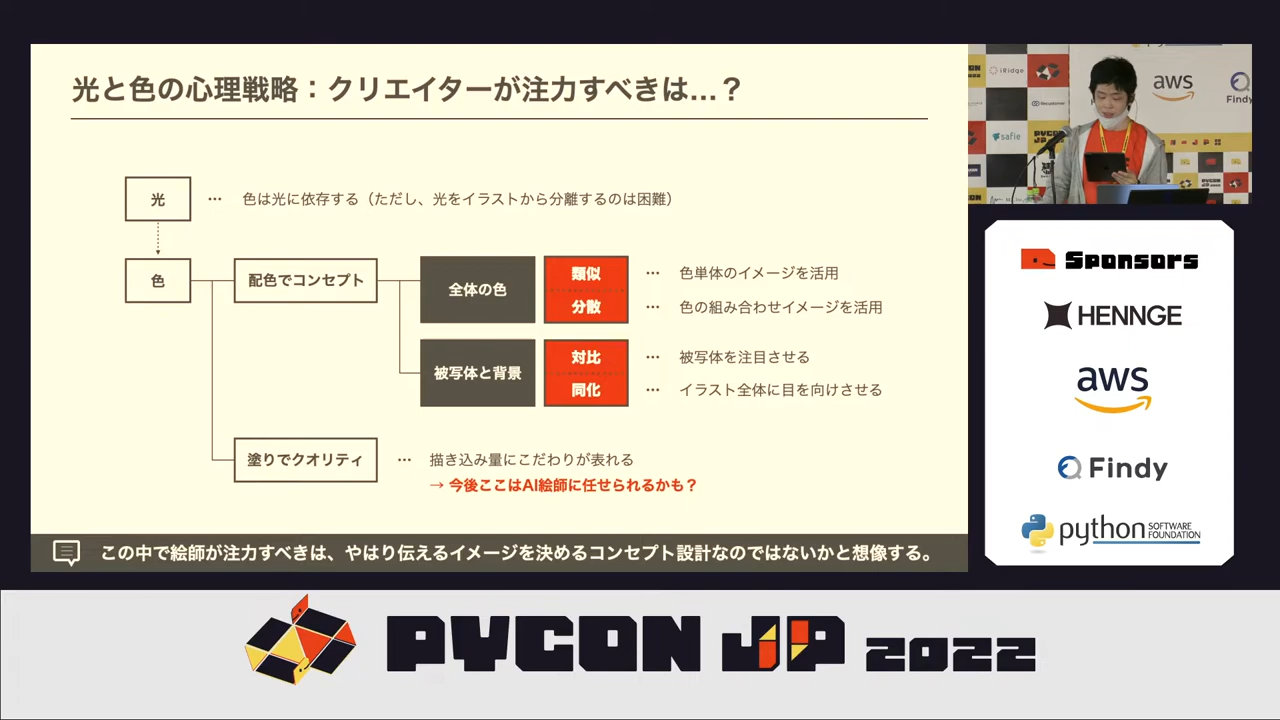 光と色の心理戦略：クリエイターが注力すべきは…？
光
… 色は光に依存する（ただし、光をイラストから分離するのは困難）
色
配色でコンセプト
全体の色
類似
… 色単体のイメージを活用
分散
… 色の組み合わせイメージを活用
被写体と背景
対比
… 被写体を注目させる
同化
… イラスト全体に目を向けさせる
塗りでクオリティ
… 描き込み量にこだわりが表れる
→ 今後ここはAI絵師に任せられるかも？
この中で絵師が注力すべきは、やはり伝えるイメージを決めるコンセプト設計なのではないかと想像する。
iRidge
aws
Findy
safie
PYCON
Sponsors
HENNGE
aws
Findy
python SOFTWARE FOUNDATION
PYCON JP 2022